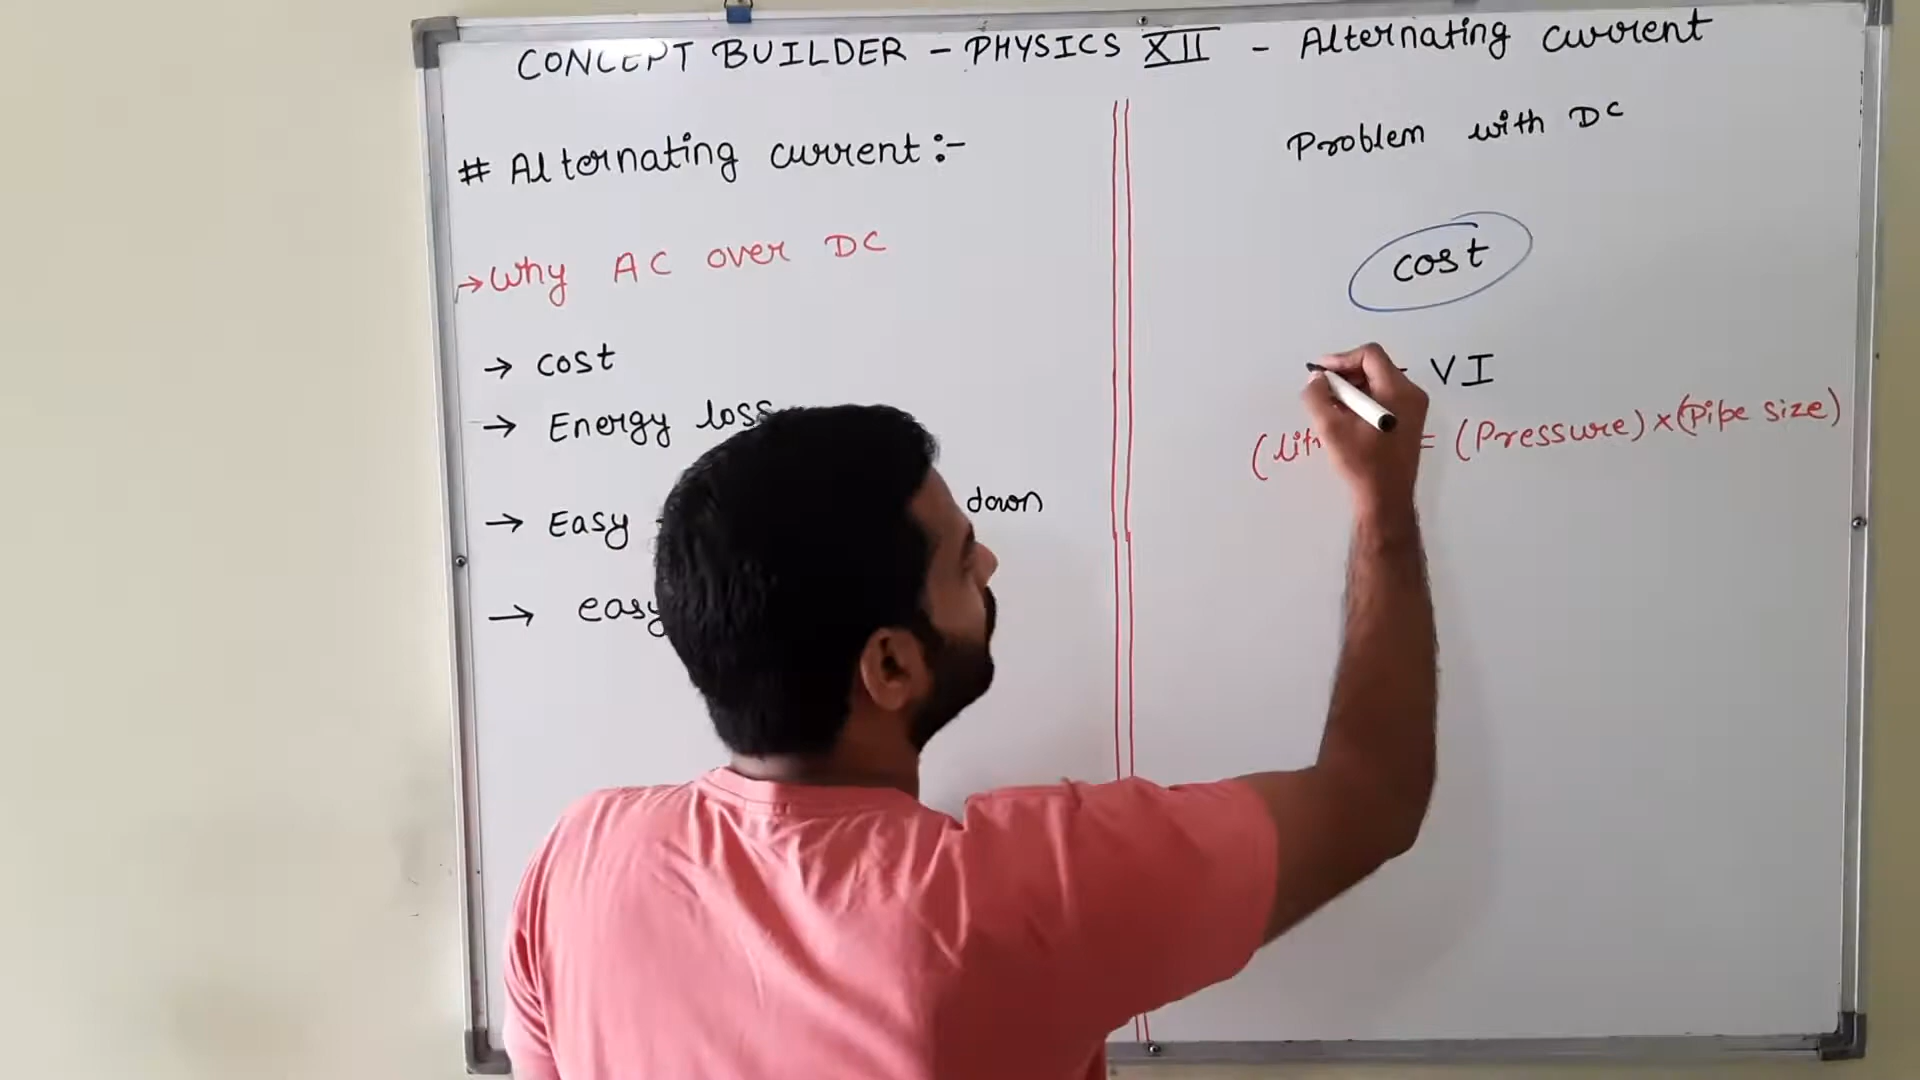 CONCEPT BUILDER - PHYSICS XII - Alternating current
# Alternating current :-
→ Why AC over DC
→ cost
→ Energy loss
→ Easy down
→ easy
Problem with DC
cost
VI
= (Pressure) × (Pipe size)